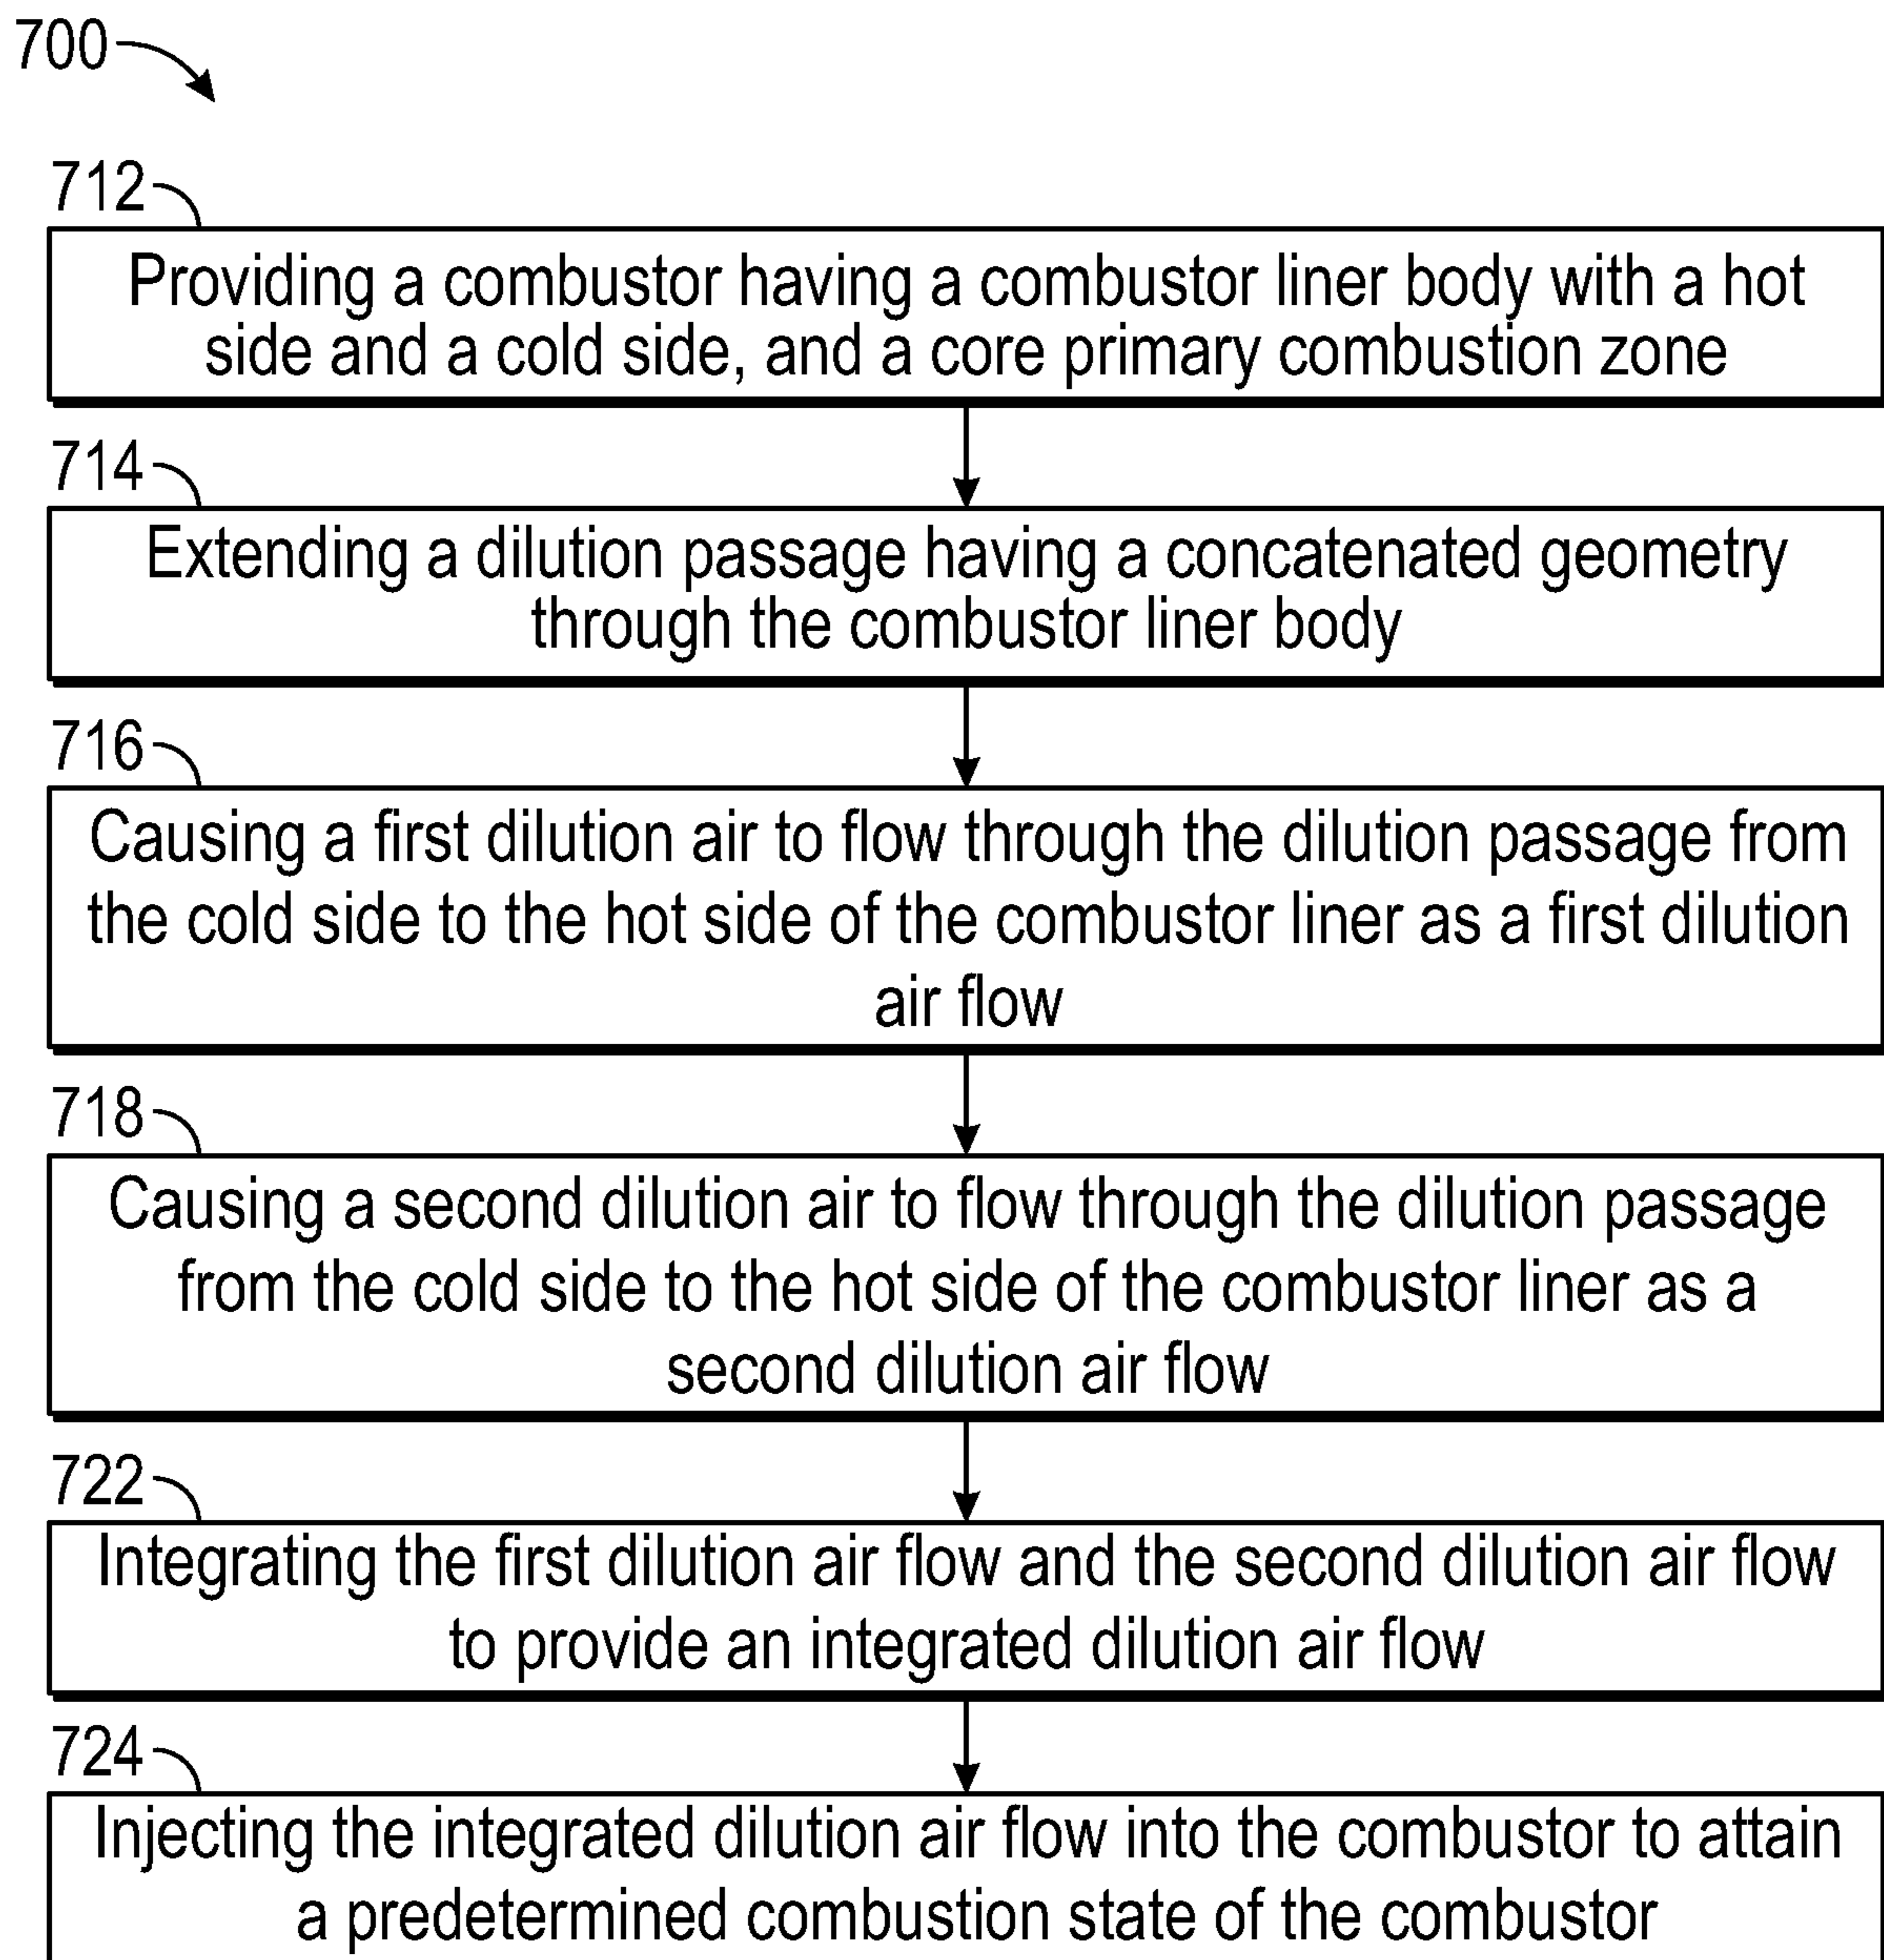 700
712
Providing a combustor having a combustor liner body with a hot
side and a cold side, and a core primary combustion zone
714
Extending a dilution passage having a concatenated geometry
through the combustor liner body
716
Causing a first dilution air to flow through the dilution passage from
the cold side to the hot side of the combustor liner as a first dilution
air flow
718
Causing a second dilution air to flow through the dilution passage
from the cold side to the hot side of the combustor liner as a
second dilution air flow
722
Integrating the first dilution air flow and the second dilution air flow
to provide an integrated dilution air flow
724
Injecting the integrated dilution air flow into the combustor to attain
a predetermined combustion state of the combustor